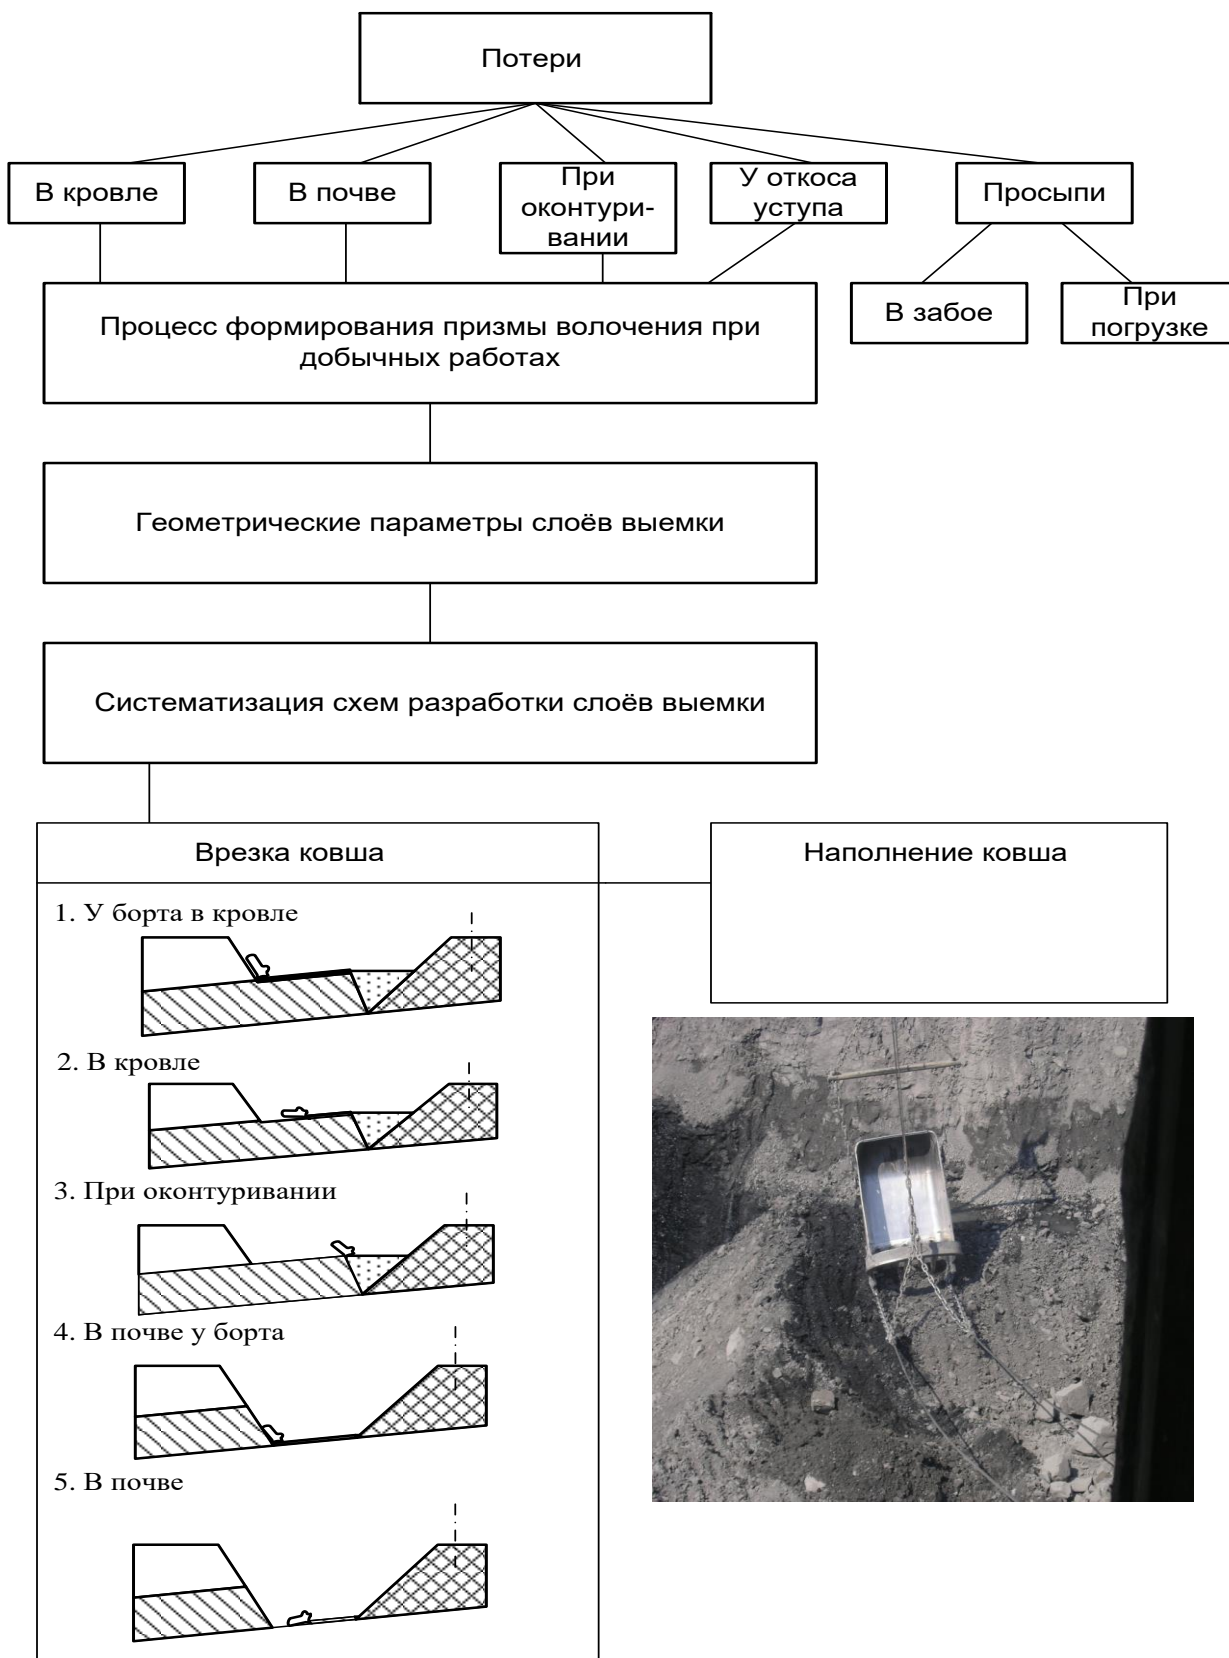 Потери
В кровле
В почве
При
оконтури-
вании
У откоса
уступа
Просыпи
В забое
При
погрузке
Процесс формирования призмы волочения при
добычных работах
Геометрические параметры слоёв выемки
Систематизация схем разработки слоёв выемки
Врезка ковша
Наполнение ковша
1. У борта в кровле
2. В кровле
3. При оконтуривании
4. В почве у борта
5. В почве